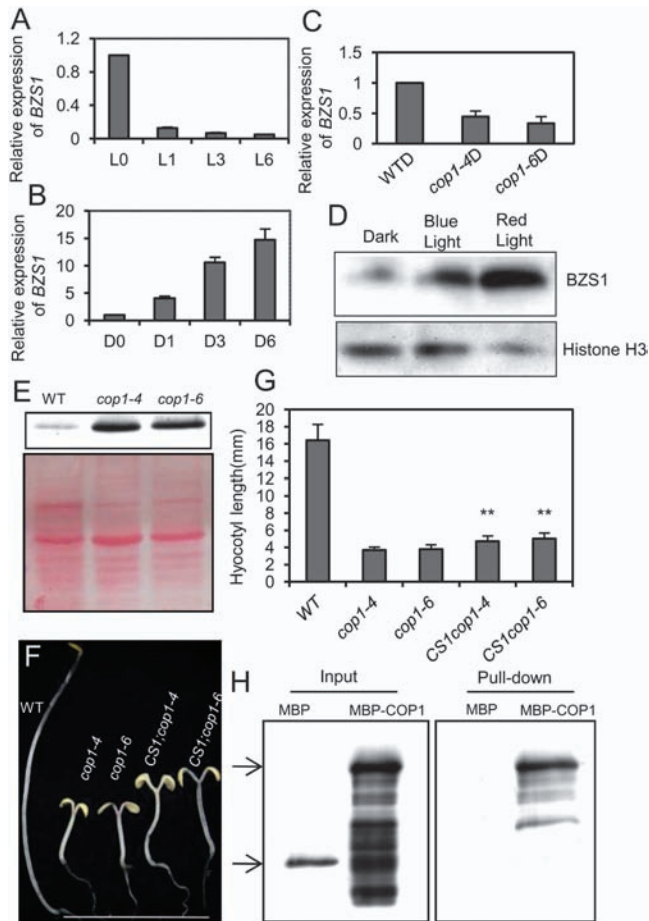 A
Relative expression
of BZS1
1.2
0.8
0.4
0
L0 L1 L3 L6
B
Relative expression
of BZS1
20
15
10
5
0
D0 D1 D3 D6
C
Relative expression
of BZS1
1.5
1
0.5
0
WTD cop1-4D cop1-6D
D
Dark Blue Light Red Light
BZS1
Histone H3
E
WT cop1-4 cop1-6
G
Hyocotyl length(mm)
20
18
16
14
12
10
8
6
4
2
0
** **
WT cop1-4 cop1-6 CS1cop1-4 CS1cop1-6
F
WT
cop1-4
cop1-6
CS1;cop1-4
CS1;cop1-6
H
Input Pull-down
MBP MBP-COP1 MBP MBP-COP1